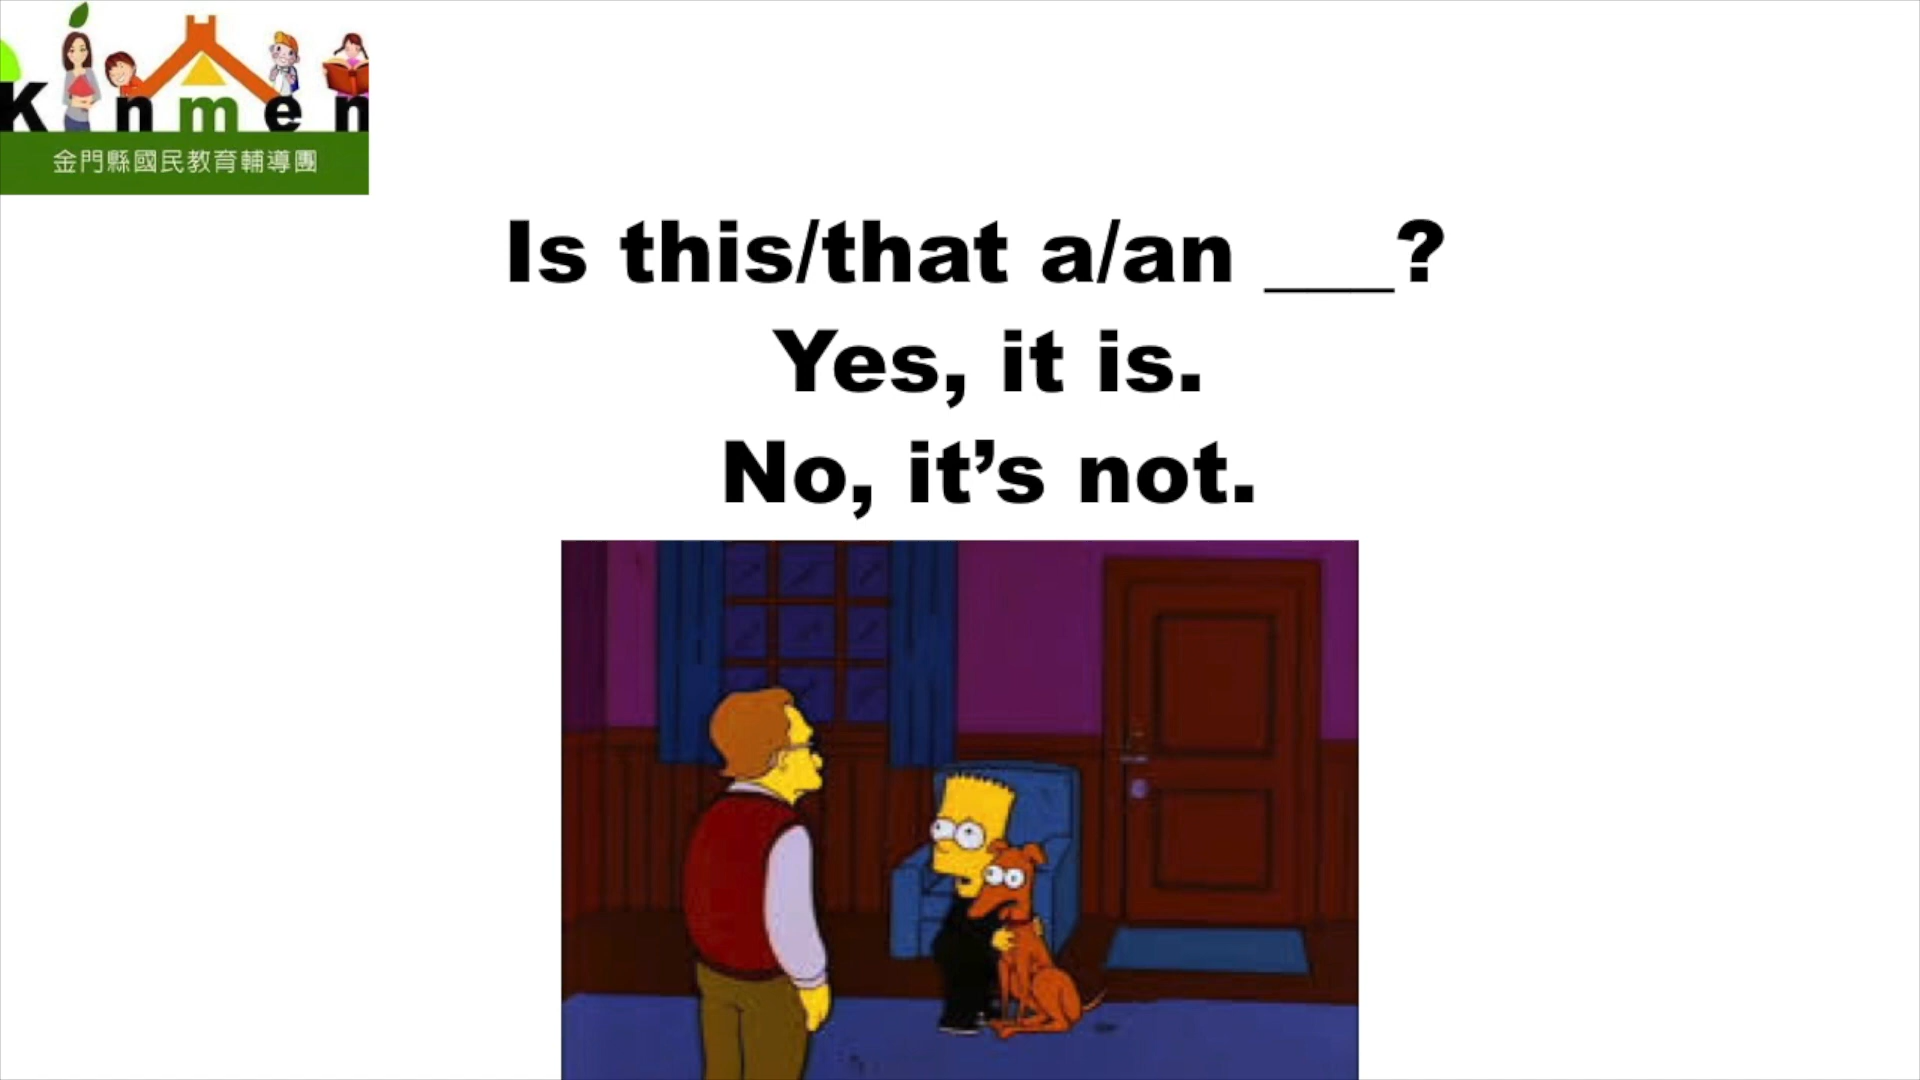 Kinmen
金門縣國民教育輔導團
Is this/that a/an ___?
Yes, it is.
No, it’s not.